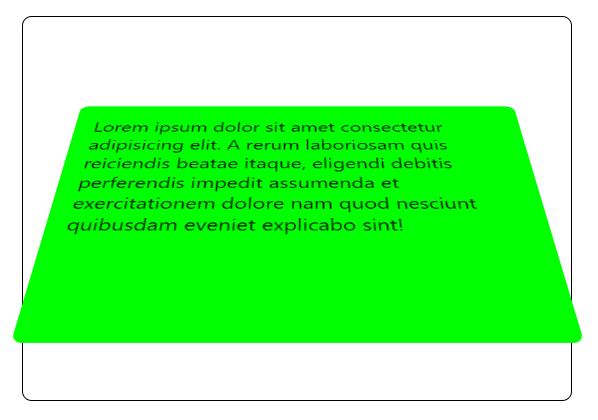 Lorem ipsum dolor sit amet consectetur
adipisicing elit. A rerum laboriosam quis
reiciendis beatae itaque, eligendi debitis
perferendis impedit assumenda et
exercitationem dolore nam quod nesciunt
quibusdam eveniet explicabo sint!